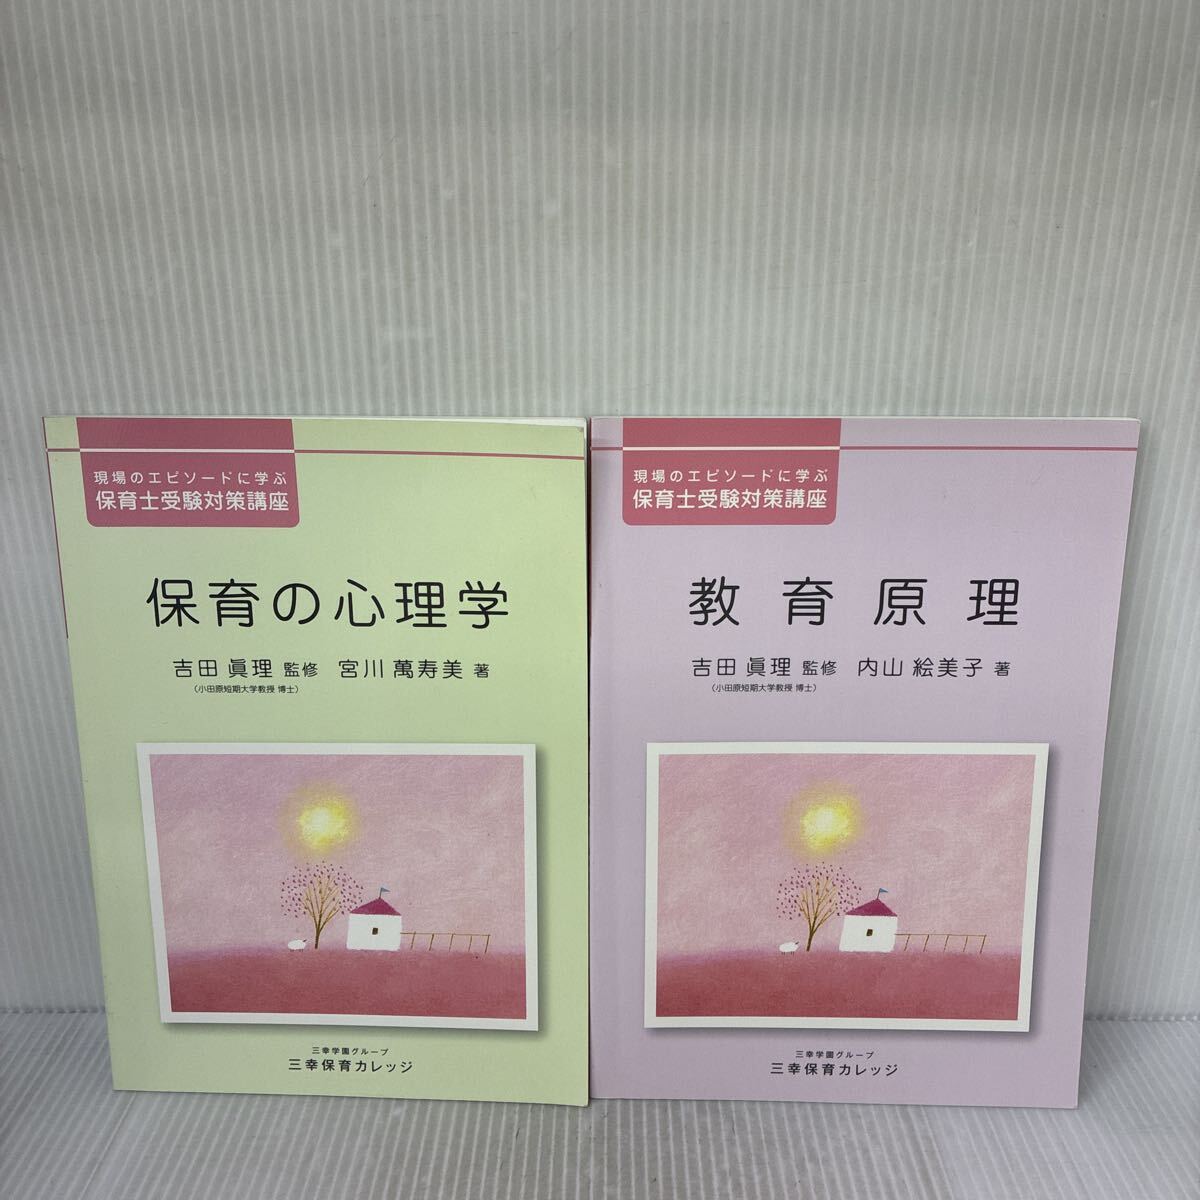 現場のエピソードに学ぶ
保育士受験対策講座
保育の心理学
吉田 眞理 監修 宮川 萬寿美 著
(小田原短期大学教授 博士)
三幸学園グループ
三幸保育カレッジ
現場のエピソードに学ぶ
保育士受験対策講座
教育原理
吉田 眞理 監修 内山 絵美子 著
(小田原短期大学教授 博士)
三幸学園グループ
三幸保育カレッジ